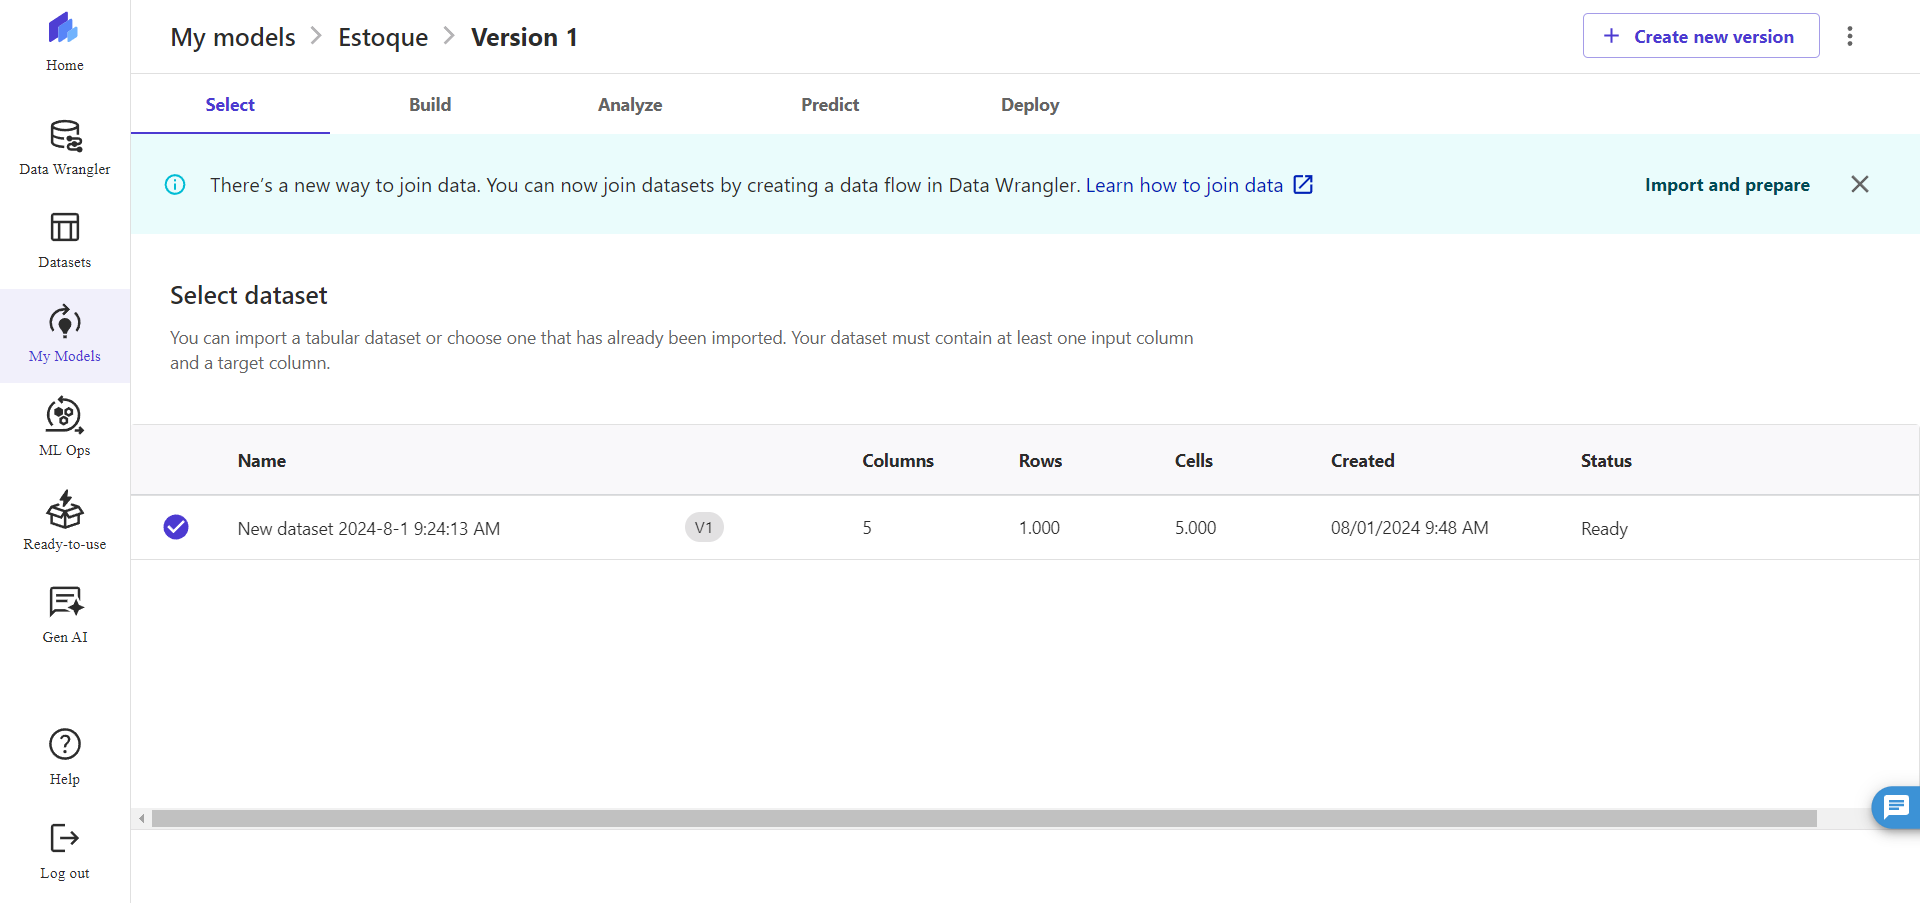 Home
Data Wrangler
Datasets
My Models
ML Ops
Ready-to-use
Gen AI
Help
Log out
My models > Estoque > Version 1
+ Create new version
Select Build Analyze Predict Deploy
There’s a new way to join data. You can now join datasets by creating a data flow in Data Wrangler. Learn how to join data
Import and prepare
Select dataset
You can import a tabular dataset or choose one that has already been imported. Your dataset must contain at least one input column
and a target column.
Name Columns Rows Cells Created Status
New dataset 2024-8-1 9:24:13 AM V1 5 1.000 5.000 08/01/2024 9:48 AM Ready